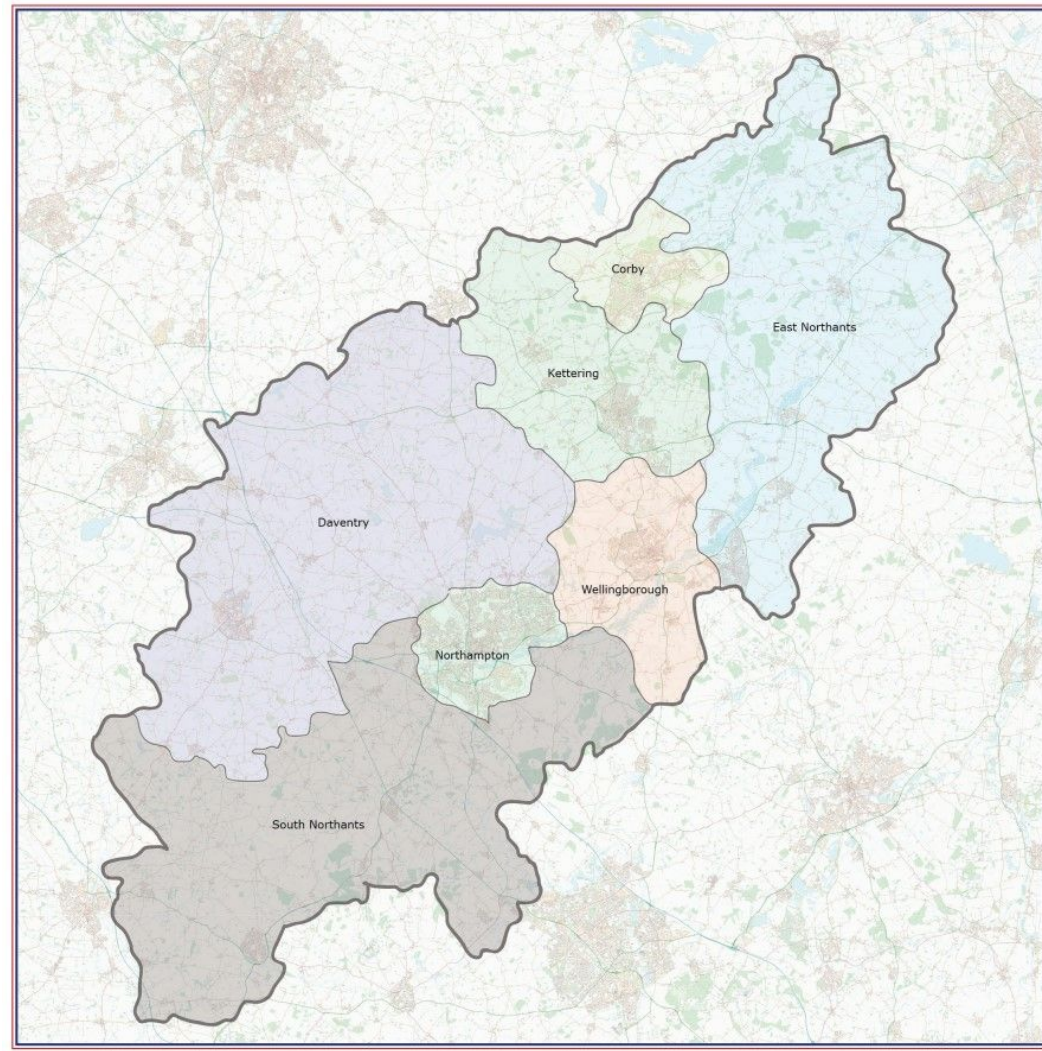 Corby
East Northants
Kettering
Daventry
Wellingborough
Northampton
South Northants